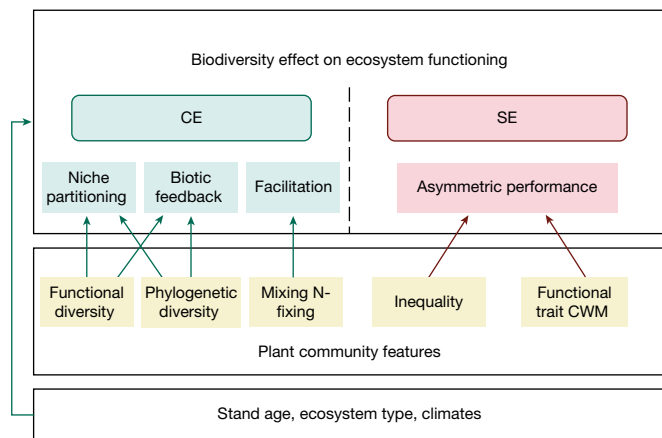 Biodiversity effect on ecosystem functioning
CE
SE
Niche
partitioning
Biotic
feedback
Facilitation
Asymmetric performance
Functional
diversity
Phylogenetic
diversity
Mixing N-
fixing
Inequality
Functional
trait CWM
Plant community features
Stand age, ecosystem type, climates